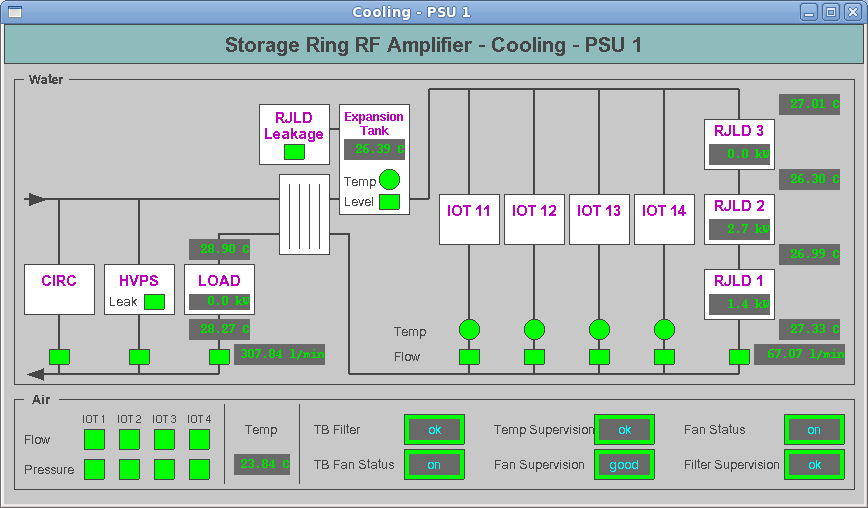 Cooling - PSU 1
Storage Ring RF Amplifier - Cooling - PSU 1
Water
27.01 C
RJLD
Leakage
Expansion
Tank
26.39 C
RJLD 3
0.0 kW
Temp
Level
26.30 C
IOT 11
IOT 12
IOT 13
IOT 14
RJLD 2
2.7 kW
28.90 C
26.99 C
CIRC
HVPS
Leak
LOAD
0.0 kW
RJLD 1
1.4 kW
28.27 C
Temp
27.33 C
307.84 l/min
Flow
67.07 l/min
Air
IOT 1
IOT 2
IOT 3
IOT 4
Temp
TB Filter
ok
Temp Supervision
ok
Fan Status
on
Flow
Pressure
23.84 C
TB Fan Status
on
Fan Supervision
good
Filter Supervision
ok